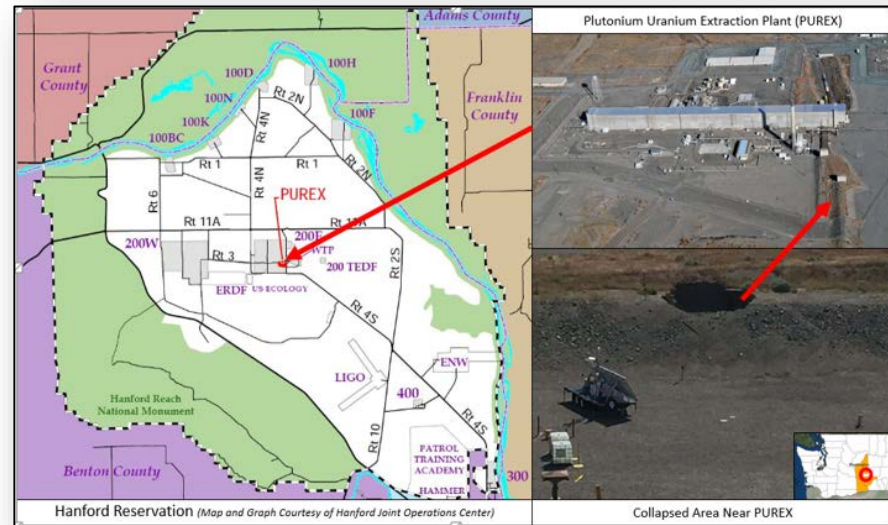 Adams County
Grant
County
Franklin
County
100D
100H
100N
Rt 2N
100K
Rt 4N
100F
100BC
Rt 1
Rt 1
Rt 2N
Rt 6
Rt 4N
PUREX
Rt 11A
Rt 11A
200W
200E
WTP
Rt 3
200 TEDF
Rt 2S
ERDF
US ECOLOGY
Rt 4S
LIGO
ENW
400
Hanford Reach
National Monument
Rt 10
Rt 4S
PATROL
TRAINING
ACADEMY
Benton County
HAMMER
300
Hanford Reservation (Map and Graph Courtesy of Hanford Joint Operations Center)
Plutonium Uranium Extraction Plant (PUREX)
Collapsed Area Near PUREX